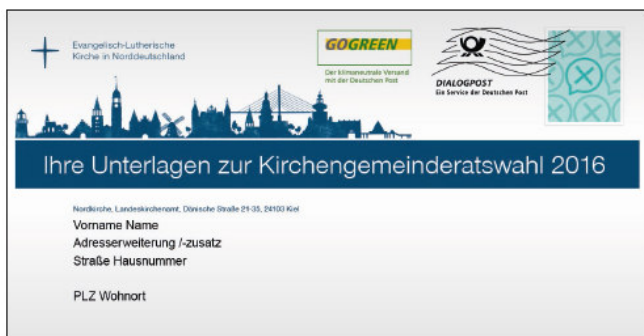 Evangelisch-Lutherische
Kirche in Norddeutschland
GOGREEN
Der klimaneutrale Versand
mit der Deutschen Post
DIALOGPOST
Ein Service der Deutschen Post
Ihre Unterlagen zur Kirchengemeinderatswahl 2016
Nordkirche, Landeskirchenamt, Dänische Straße 21-35, 24103 Kiel
Vorname Name
Adresserweiterung /-zusatz
Straße Hausnummer
PLZ Wohnort